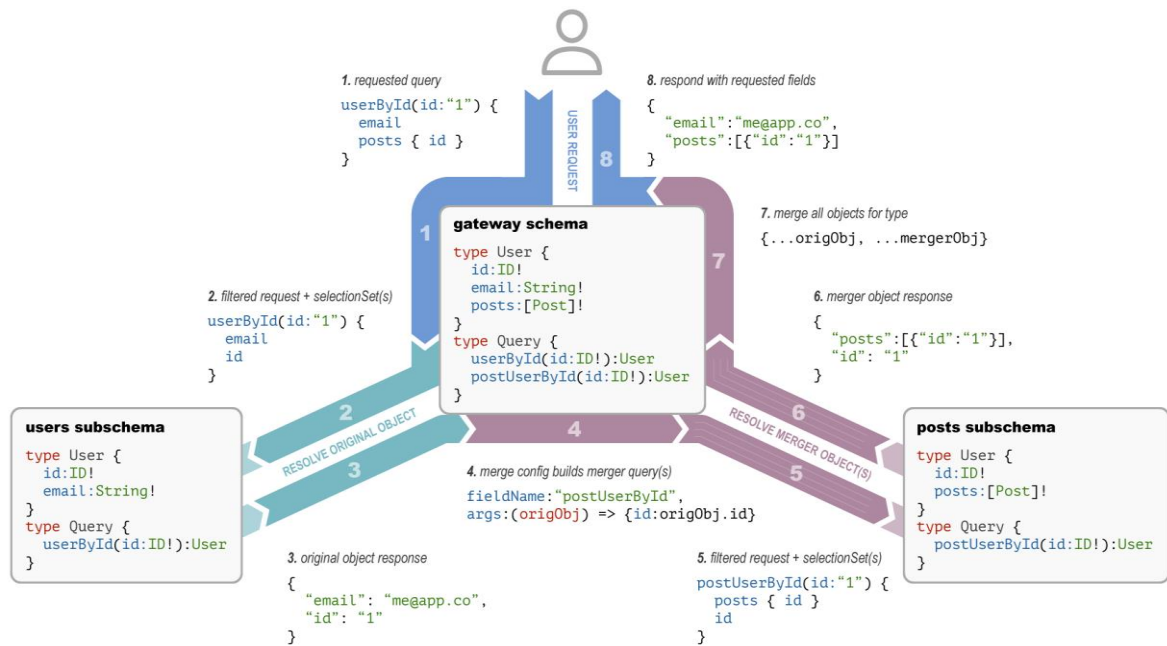 1. requested query
userById(id:“1”) {
  email
  posts { id }
}
USER REQUEST
8. respond with requested fields
{
  “email”:“me@app.co”,
  “posts”:[{“id”:“1”}]
}
8
1
gateway schema
type User {
  id:ID!
  email:String!
  posts:[Post]!
}
type Query {
  userById(id:ID!):User
  postUserById(id:ID!):User
}
7
7. merge all objects for type
{...origObj, ...mergerObj}
2. filtered request + selectionSet(s)
userById(id:“1”) {
  email
  id
}
6. merger object response
{
  “posts”:[{“id”:“1”}],
  “id”: “1”
}
users subschema
type User {
  id:ID!
  email:String!
}
type Query {
  userById(id:ID!):User
}
2
RESOLVE ORIGINAL OBJECT
3
4
6
RESOLVE MERGER OBJECT(S)
5
posts subschema
type User {
  id:ID!
  posts:[Post]!
}
type Query {
  postUserById(id:ID!):User
}
4. merge config builds merger query(s)
fieldName:“postUserById”,
args:(origObj) => {id:origObj.id}
3. original object response
{
  “email”: “me@app.co”,
  “id”: “1”
}
5. filtered request + selectionSet(s)
postUserById(id:“1”) {
  posts { id }
  id
}